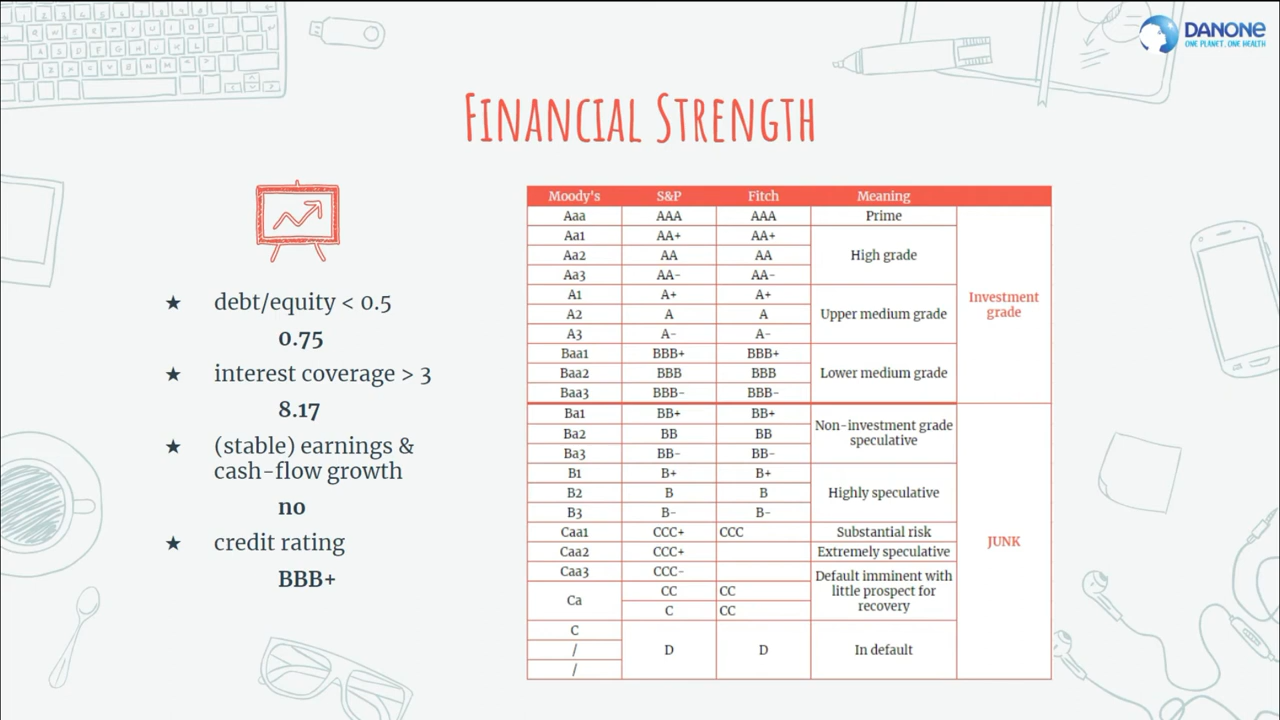 DANONE
ONE PLANET. ONE HEALTH
FINANCIAL STRENGTH
★ debt/equity < 0.5
0.75
★ interest coverage > 3
8.17
★ (stable) earnings &
cash-flow growth
no
★ credit rating
BBB+
Moody's S&P Fitch Meaning
Aaa AAA AAA Prime
Aa1 AA+ AA+
Aa2 AA AA High grade
Aa3 AA- AA-
A1 A+ A+
A2 A A Upper medium grade
A3 A- A-
Baa1 BBB+ BBB+
Baa2 BBB BBB Lower medium grade
Baa3 BBB- BBB-
Investment
grade
Ba1 BB+ BB+
Ba2 BB BB
Ba3 BB- BB-
Non-investment grade
speculative
B1 B+ B+
B2 B B Highly speculative
B3 B- B-
Caa1 CCC+ CCC Substantial risk
Caa2 CCC+ Extremely speculative
Caa3 CCC-
Ca CC CC
C CC
Default imminent with
little prospect for
recovery
C
/ D D In default
/
JUNK